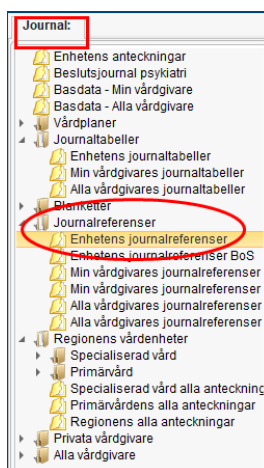 Journal:
Enhetens anteckningar
Beslutsjournal psykiatri
Basdata - Min vårdgivare
Basdata - Alla vårdgivare
Vårdplaner
Journaltabeller
Enhetens journaltabeller
Min vårdgivares journaltabeller
Alla vårdgivares journaltabeller
Blanketter
Journalreferenser
Enhetens journalreferenser
Enhetens journalreferenser BoS
Min vårdgivares journalreferenser
Min vårdgivares journalreferenser
Alla vårdgivares journalreferenser
Alla vårdgivares journalreferenser
Regionens vårdenheter
Specialiserad vård
Primärvård
Specialiserad vård alla anteckning
Primärvårdens alla anteckningar
Regionens alla anteckningar
Privata vårdgivare
Alla vårdgivare